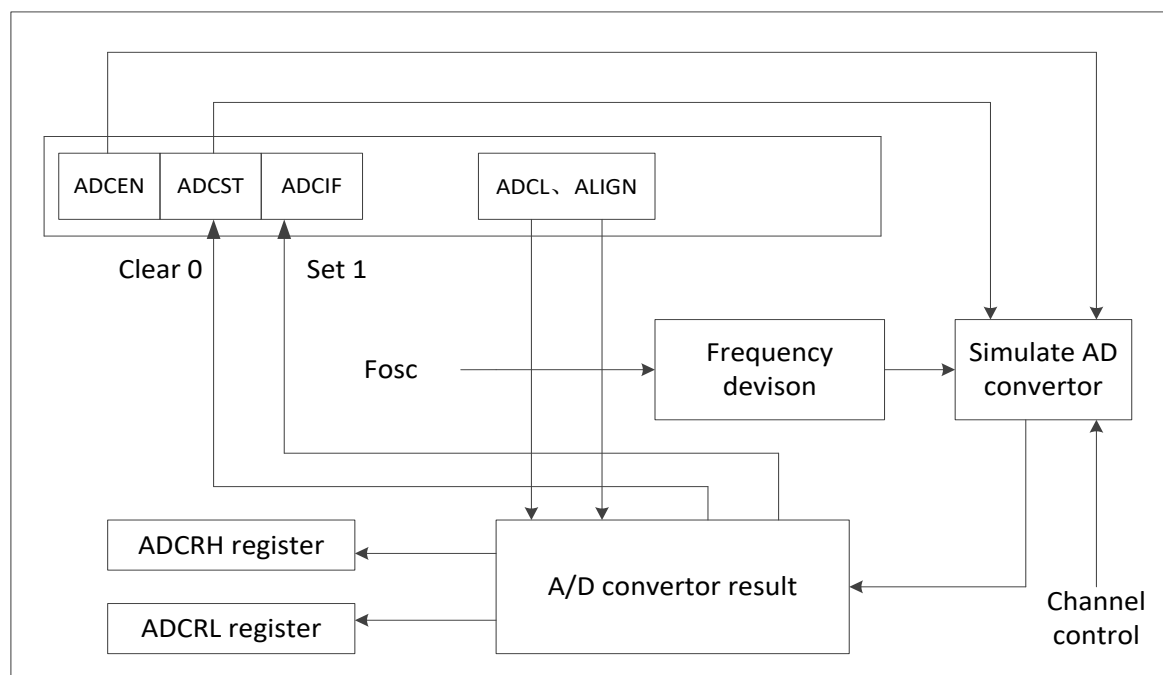 ADCEN
ADCST
ADCIF
ADCL、ALIGN
Clear 0
Set 1
Fosc
Frequency
devison
Simulate AD
convertor
ADCRH register
A/D convertor result
ADCRL register
Channel
control